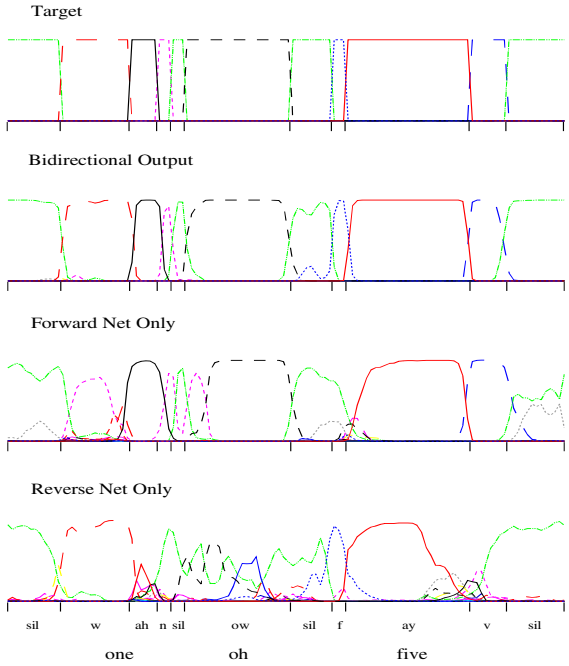 Target
Bidirectional Output
Forward Net Only
Reverse Net Only
sil w ah n sil ow sil f ay v sil
one oh five